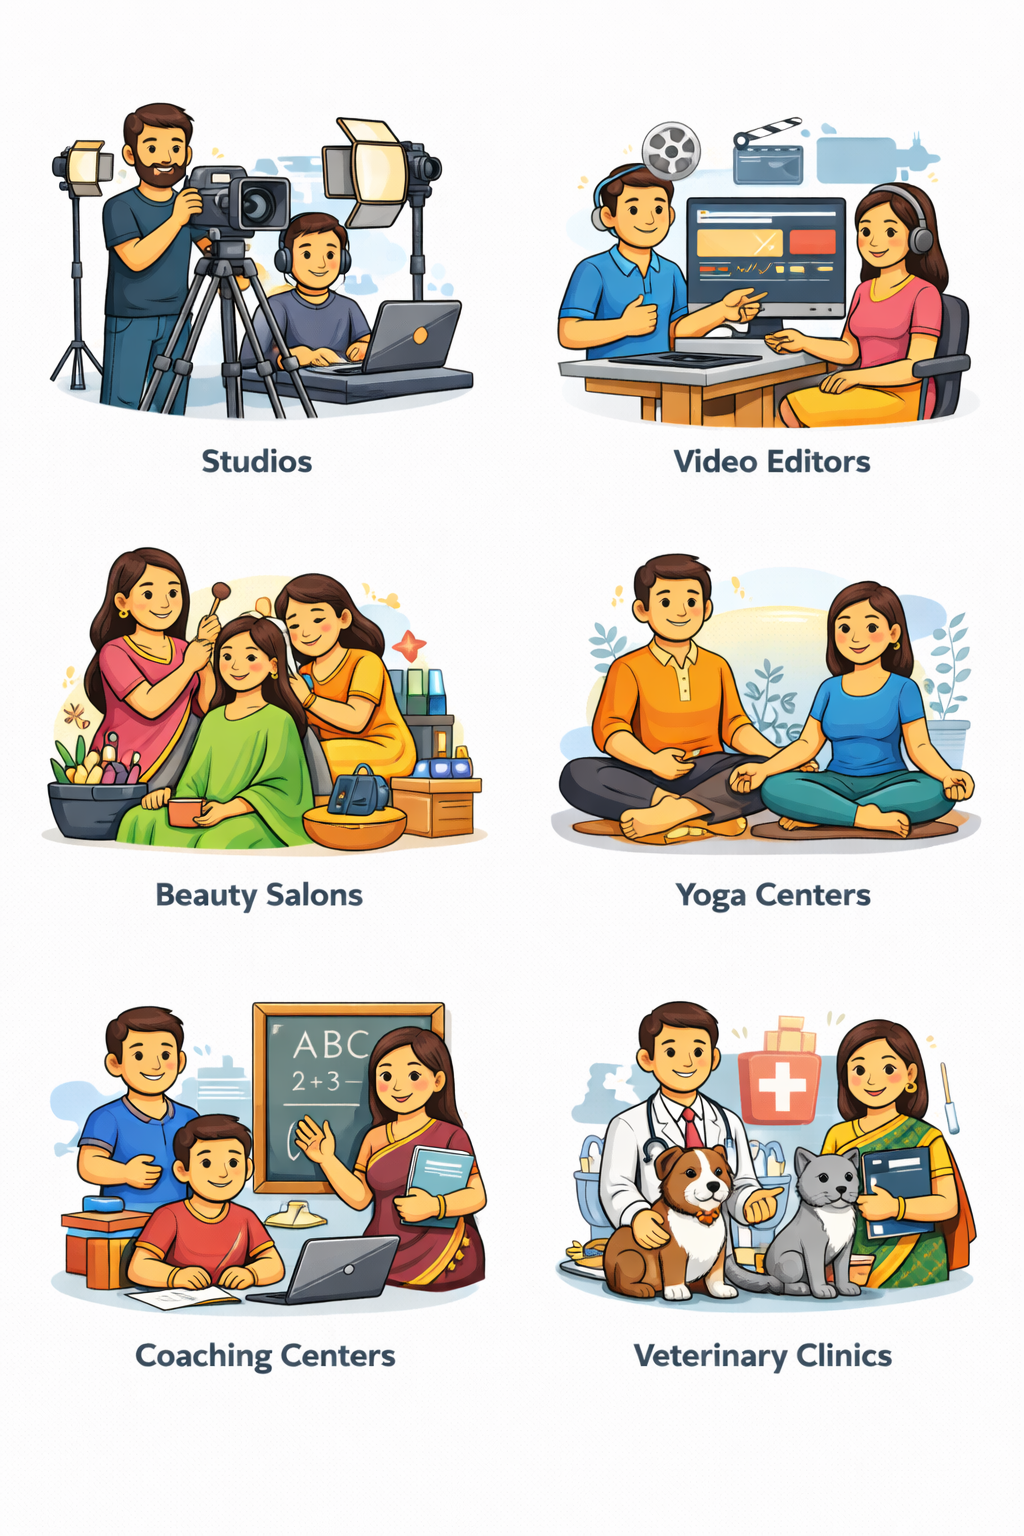 Studios
Video Editors
Beauty Salons
Yoga Centers
ABC
2+3-
Coaching Centers
Veterinary Clinics